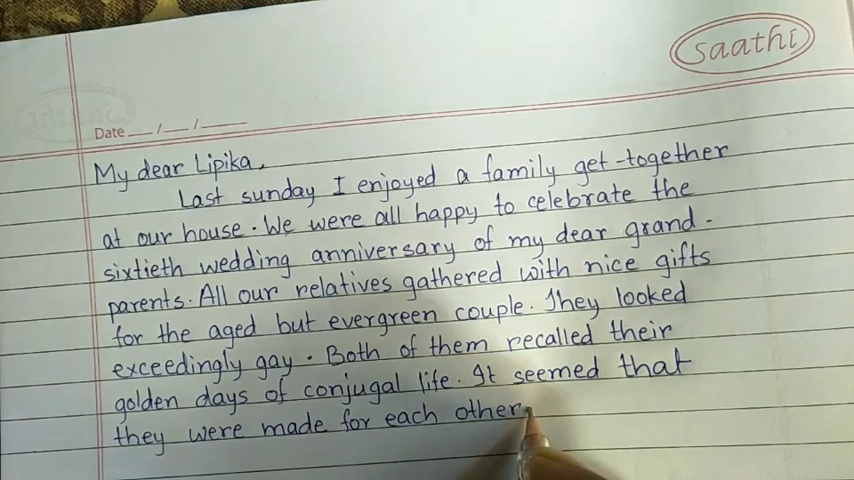 Saathi
Date __/__/____
My dear Lipika,
Last sunday I enjoyed a family get-together
at our house. We were all happy to celebrate the
sixtieth wedding anniversary of my dear grand-
parents. All our relatives gathered with nice gifts
for the aged but evergreen couple. They looked
exceedingly gay. Both of them recalled their
golden days of conjugal life. It seemed that
they were made for each other.